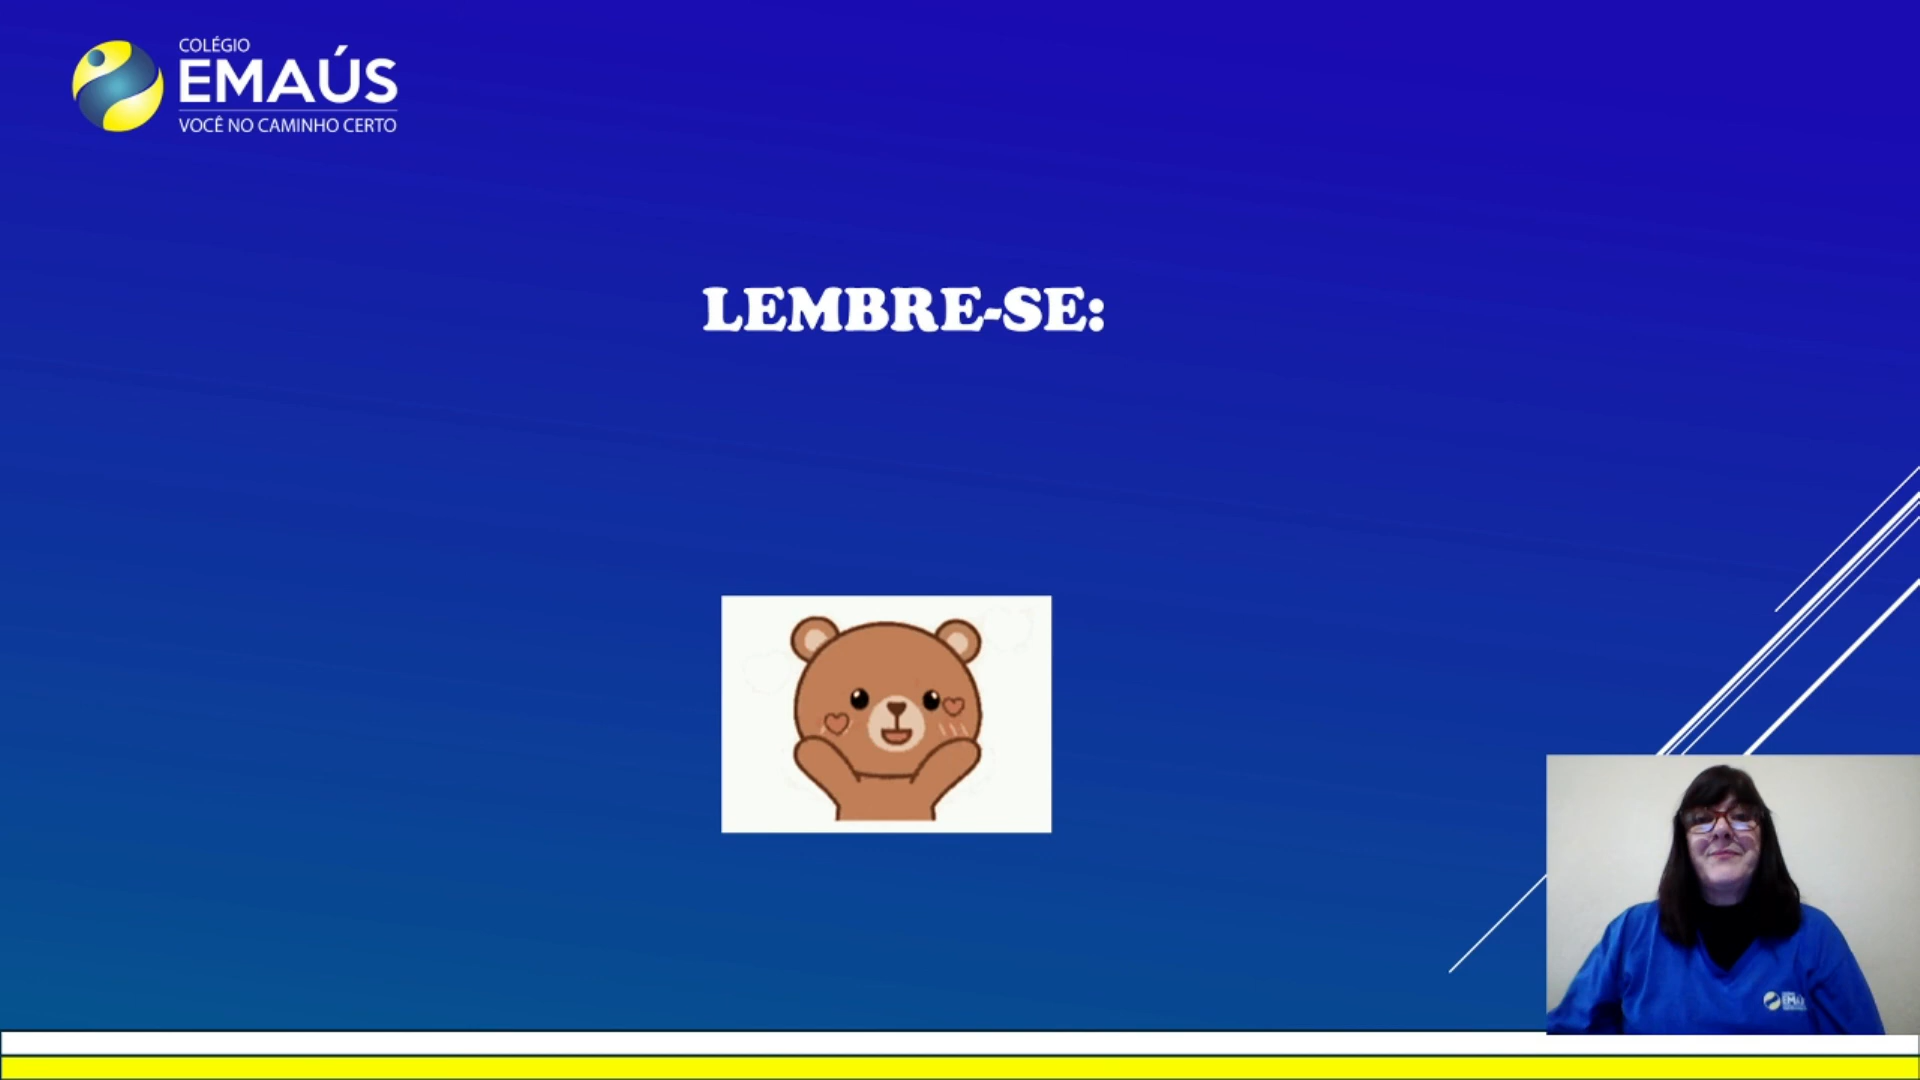 COLÉGIO
EMAÚS
VOCÊ NO CAMINHO CERTO
LEMBRE-SE: